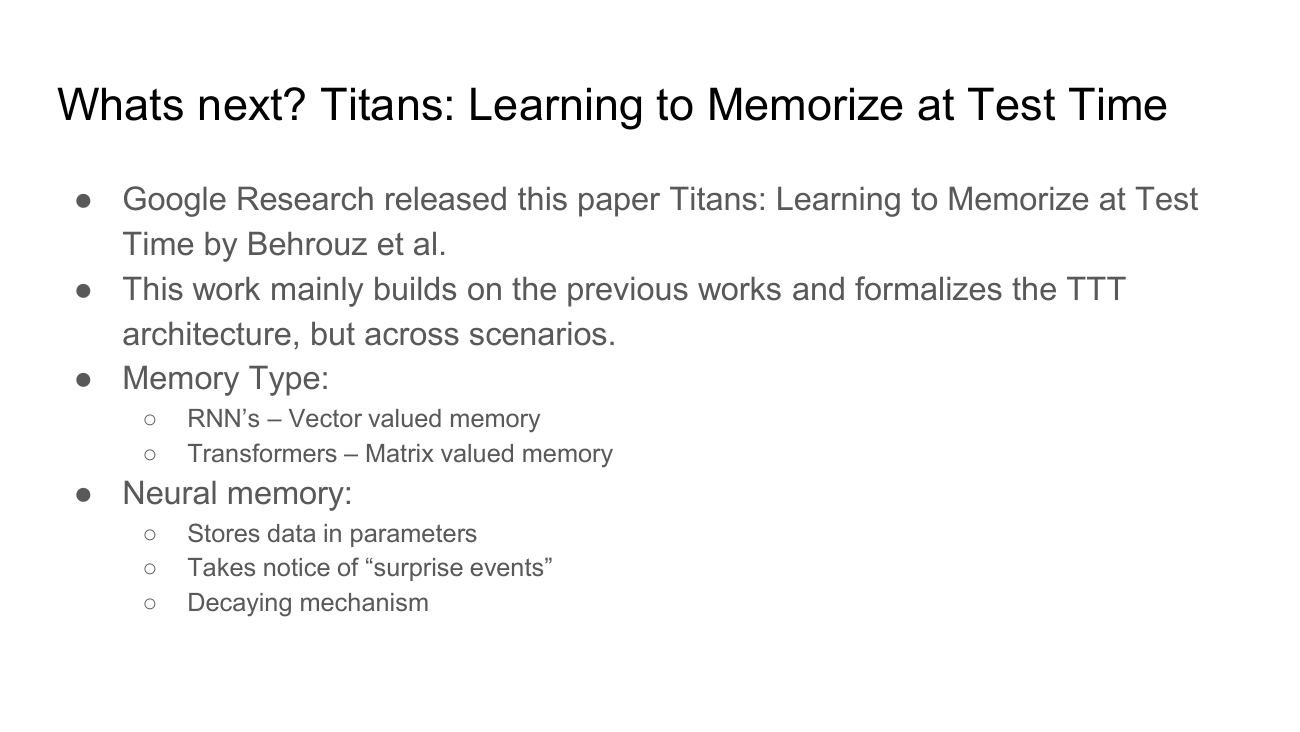 Whats next? Titans: Learning to Memorize at Test Time
● Google Research released this paper Titans: Learning to Memorize at Test
Time by Behrouz et al.
● This work mainly builds on the previous works and formalizes the TTT
architecture, but across scenarios.
● Memory Type:
○ RNN’s – Vector valued memory
○ Transformers – Matrix valued memory
● Neural memory:
○ Stores data in parameters
○ Takes notice of “surprise events”
○ Decaying mechanism